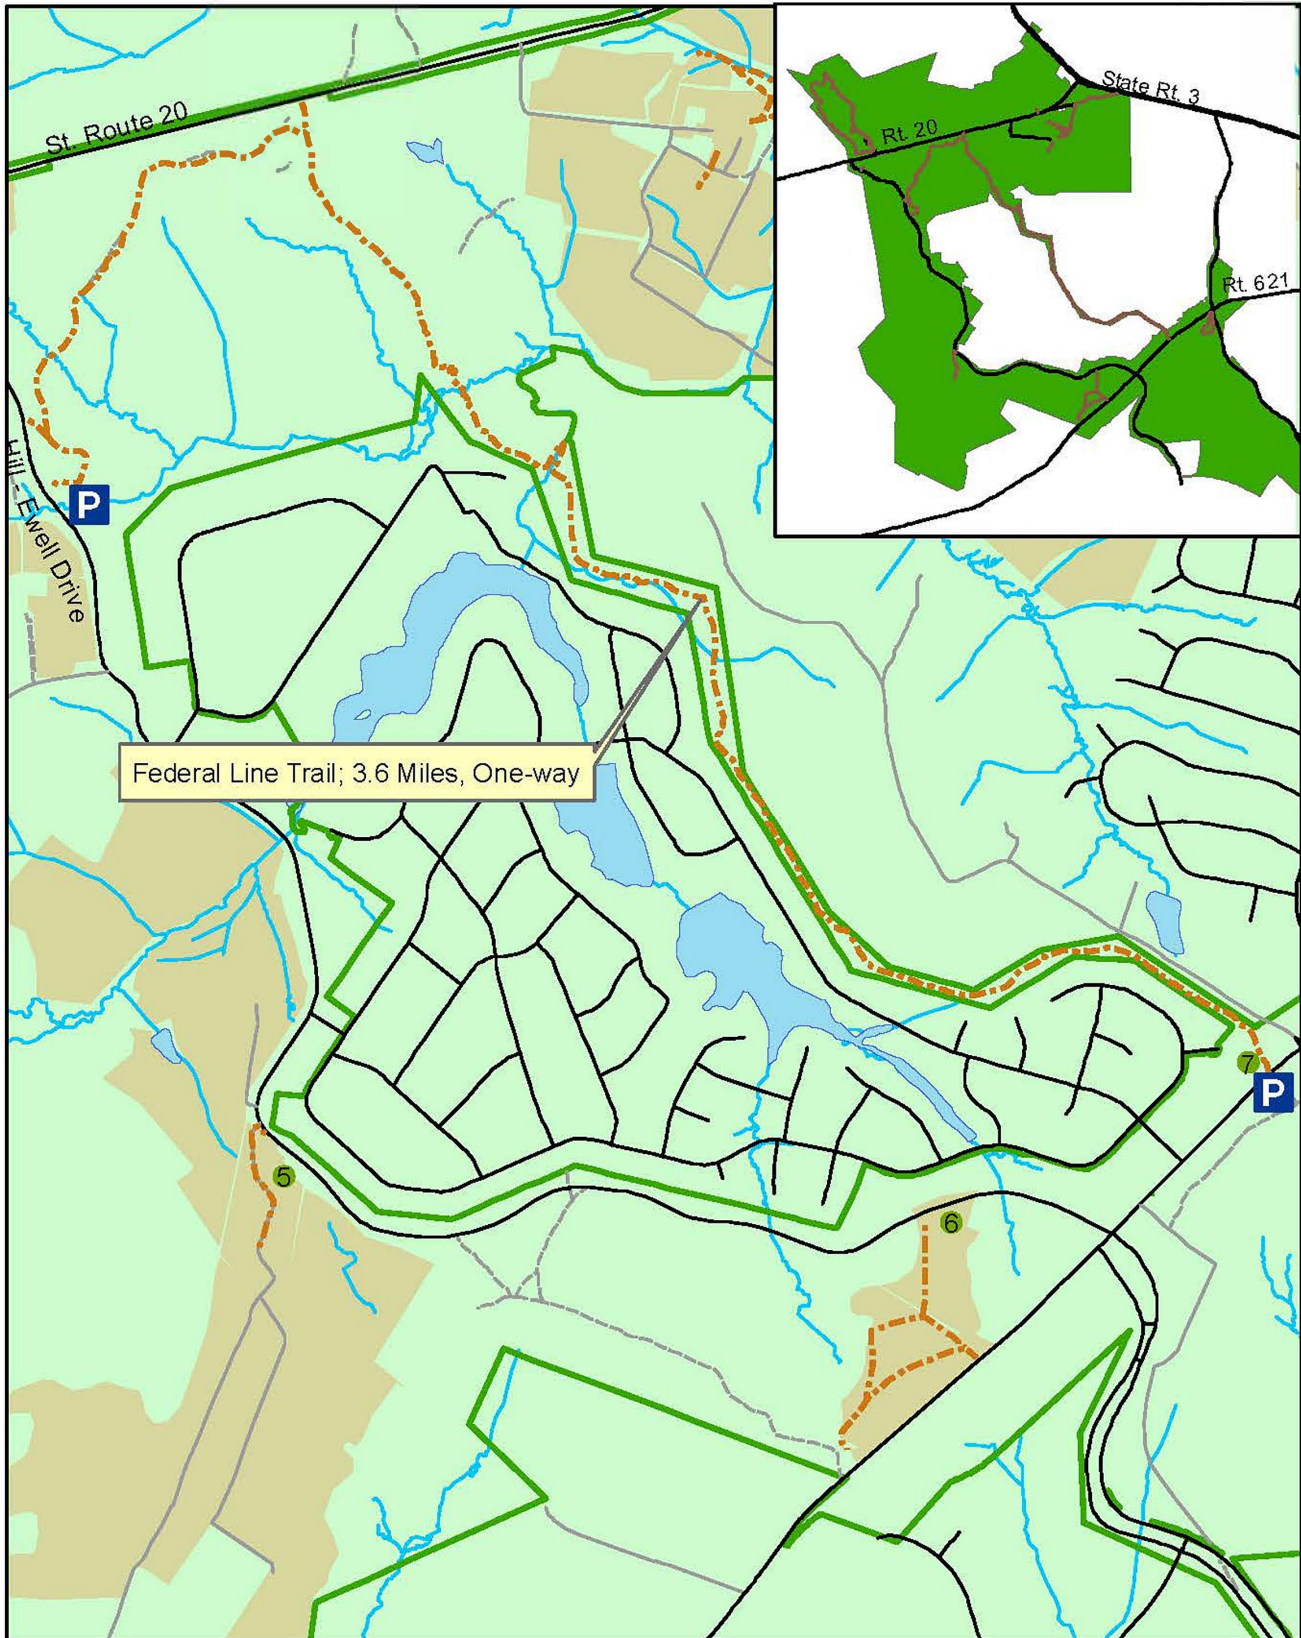 St. Route 20
State Rt. 3
Rt. 20
Rt. 621
Hill - Ewell Drive
P
Federal Line Trail; 3.6 Miles, One-way
7
P
5
6